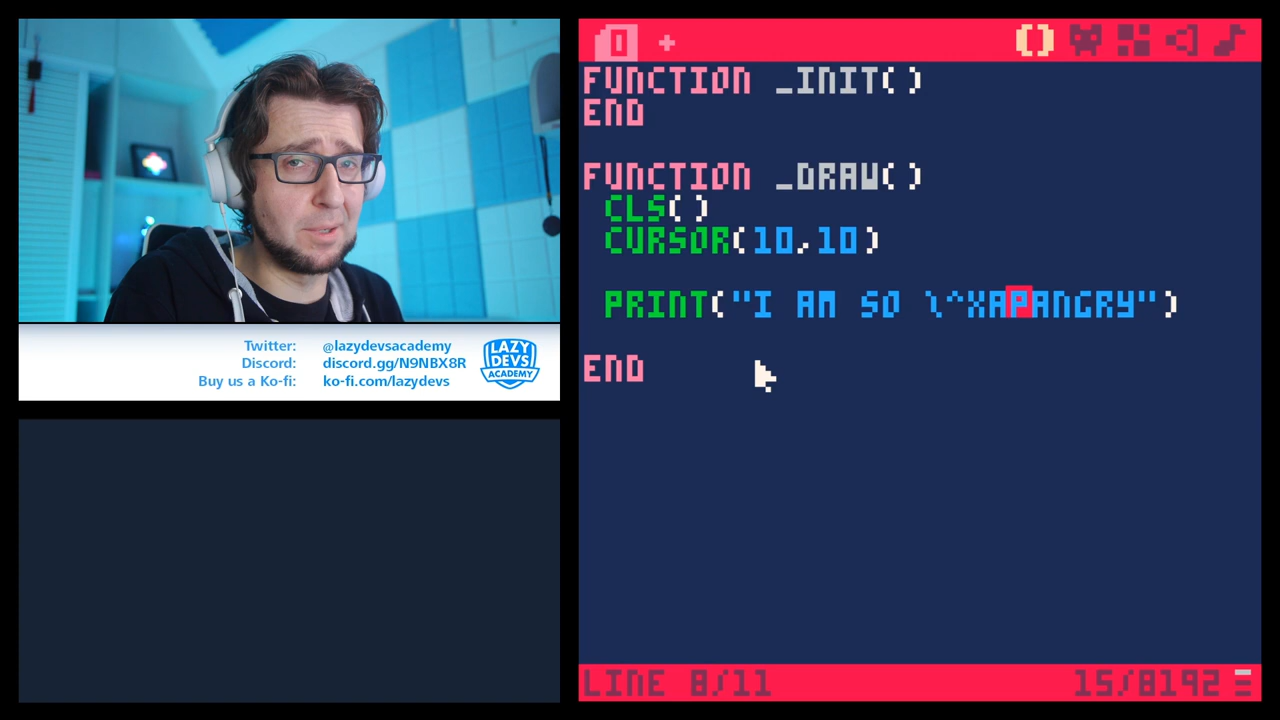 Twitter: @lazydevsacademy
Discord: discord.gg/N9NBX8R
Buy us a Ko-fi: ko-fi.com/lazydevs
LAZY
DEVS
ACADEMY
0 +
FUNCTION _INIT()
END
FUNCTION _DRAW()
CLS()
CURSOR(10,10)
PRINT("I AM SO \^XAPANGRY")
END
LINE 8/11
15/8192